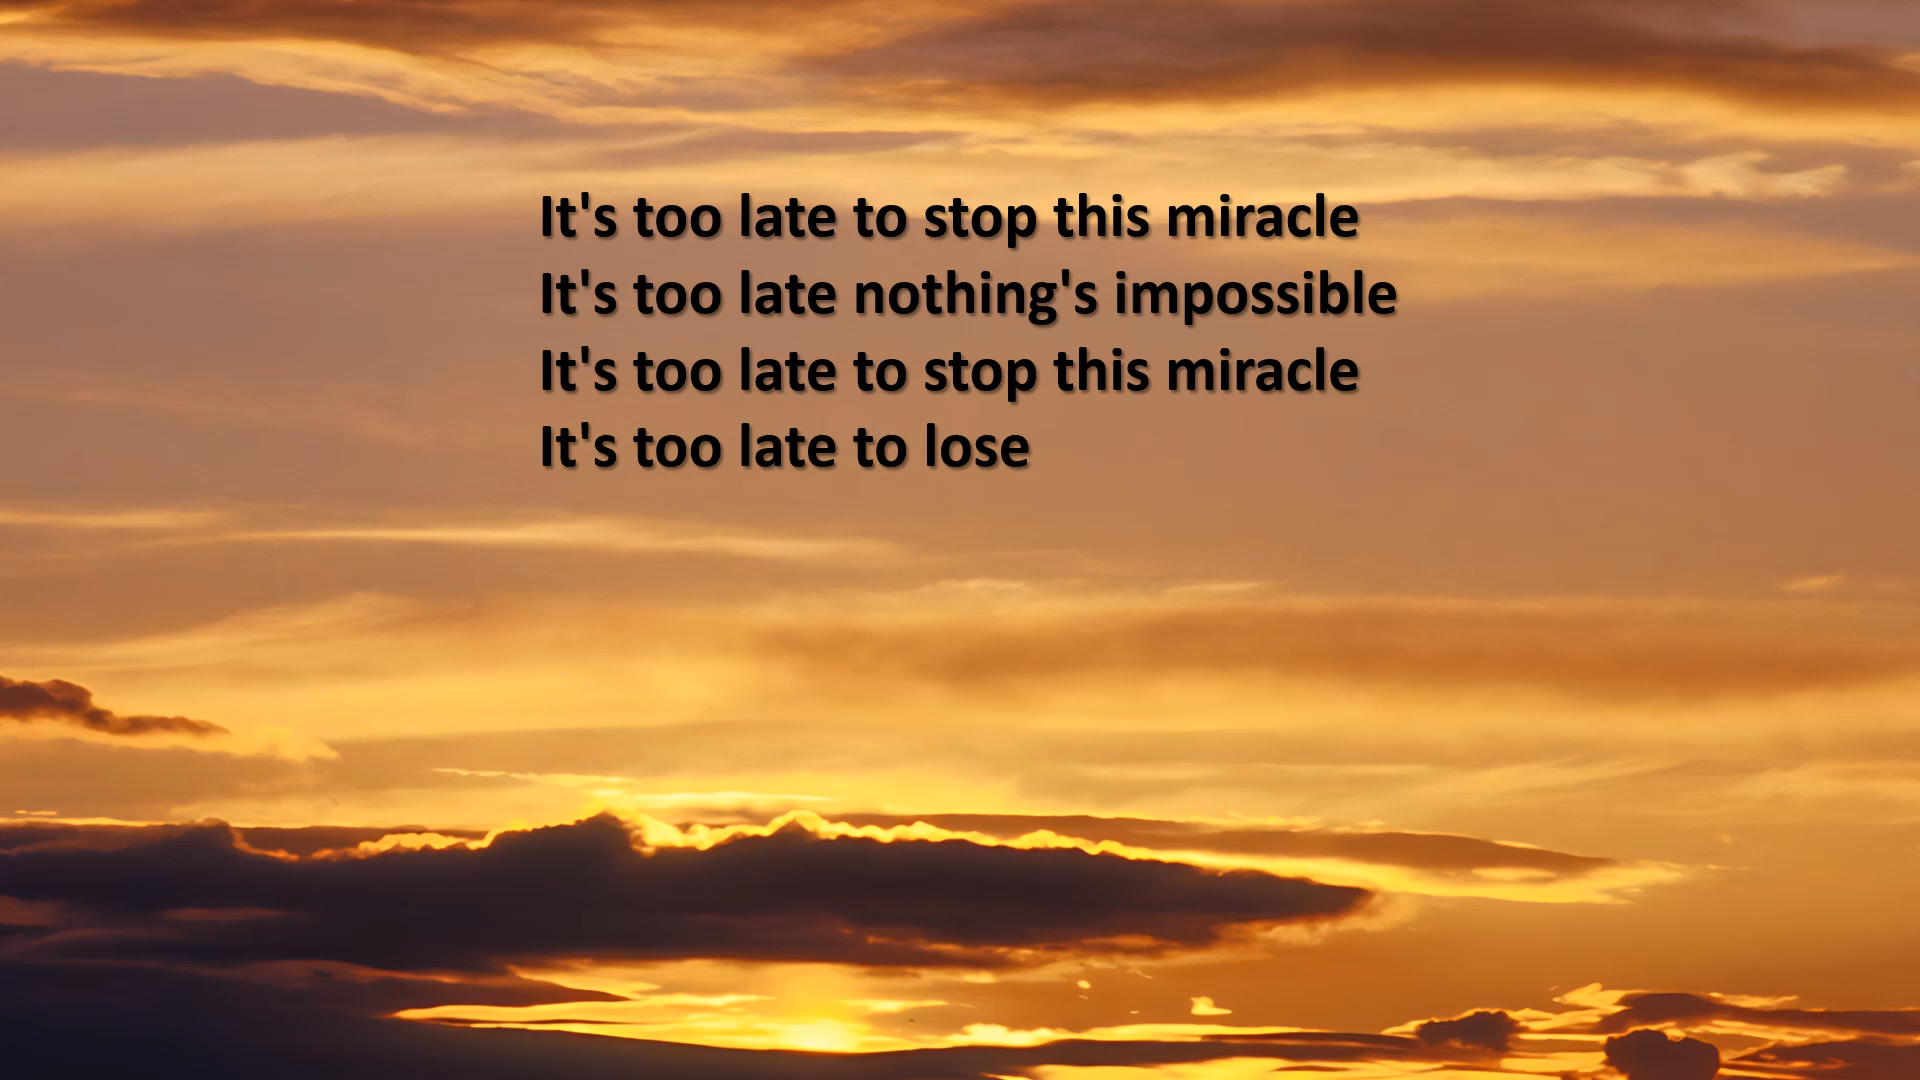 It's too late to stop this miracle
It's too late nothing's impossible
It's too late to stop this miracle
It's too late to lose